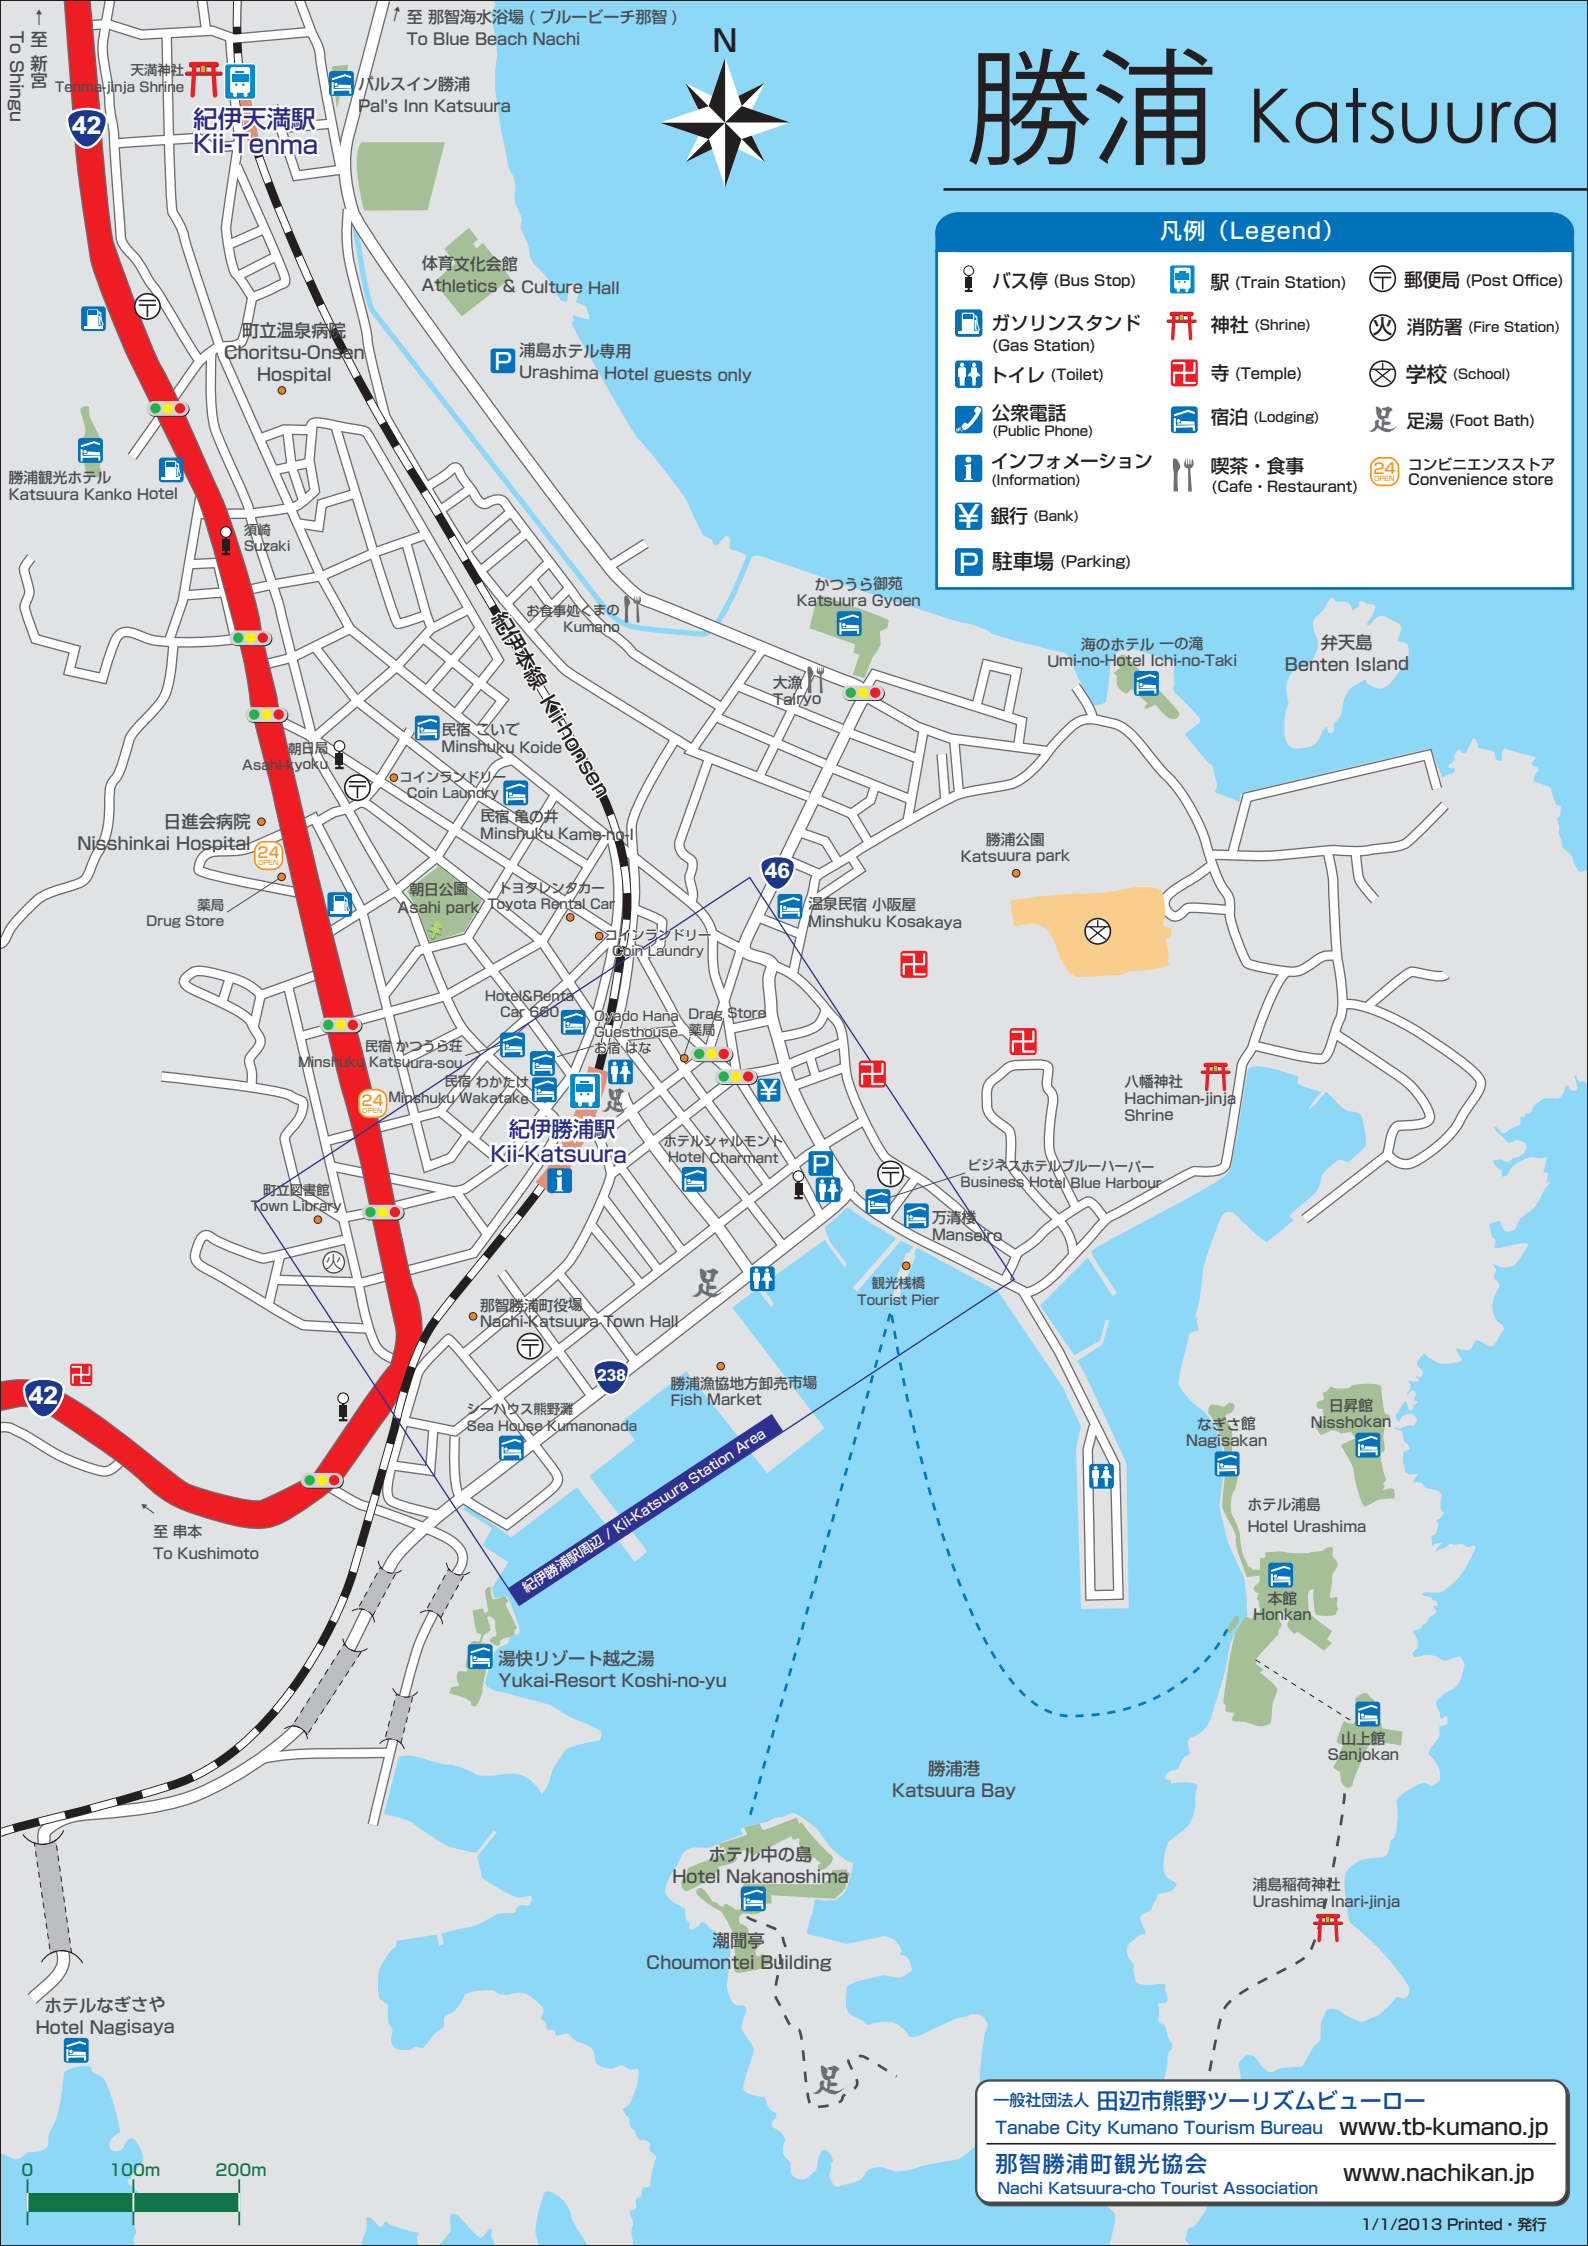 ↑至 新宮
To Shingu
↑至 那智海水浴場 ( ブルービーチ那智 )
To Blue Beach Nachi
N
勝浦 Katsuura
天満神社
Tenma-jinja Shrine
42
紀伊天満駅
Kii-Tenma
パルスイン勝浦
Pal's Inn Katsuura
凡例（Legend）
バス停 (Bus Stop)
駅 (Train Station)
〒 郵便局 (Post Office)
ガソリンスタンド
(Gas Station)
神社 (Shrine)
火 消防署 (Fire Station)
トイレ (Toilet)
卍 寺 (Temple)
文 学校 (School)
公衆電話
(Public Phone)
宿泊 (Lodging)
足 足湯 (Foot Bath)
i インフォメーション
(Information)
喫茶・食事
(Cafe・Restaurant)
24 OPEN
コンビニエンスストア
Convenience store
¥ 銀行 (Bank)
P 駐車場 (Parking)
体育文化会館
Athletics & Culture Hall
〒
町立温泉病院
Choritsu-Onsen
Hospital
P 浦島ホテル専用
Urashima Hotel guests only
勝浦観光ホテル
Katsuura Kanko Hotel
須崎
Suzaki
お食事処くまの
Kumano
紀伊本線 Kii-honsen
かつうら御苑
Katsuura Gyoen
海のホテル 一の滝
Umi-no-Hotel Ichi-no-Taki
弁天島
Benten Island
大漁
Tairyo
民宿 こいで
Minshuku Koide
朝日局
Asahi-kyoku
〒
コインランドリー
Coin Laundry
民宿 亀の井
Minshuku Kame-no-I
日進会病院
Nisshinkai Hospital
24
OPEN
薬局
Drug Store
朝日公園
Asahi park
トヨタレンタカー
Toyota Rental Car
コインランドリー
Coin Laundry
46
温泉民宿 小阪屋
Minshuku Kosakaya
勝浦公園
Katsuura park
文
卍
卍
卍
Hotel&Renta
Car 660
Oyado Hana
Guesthouse
お宿 はな
Drag Store
薬局
民宿 かつうら荘
Minshuku Katsuura-sou
民宿 わかたけ
Minshuku Wakatake
24
OPEN
足
¥
紀伊勝浦駅
Kii-Katsuura
i
ホテルシャルモント
Hotel Charmant
P
〒
八幡神社
Hachiman-jinja
Shrine
ビジネスホテルブルーハーバー
Business Hotel Blue Harbour
万清楼
Manseiro
町立図書館
Town Library
火
足
観光桟橋
Tourist Pier
那智勝浦町役場
Nachi-Katsuura Town Hall
〒
238
勝浦漁協地方卸売市場
Fish Market
卍
42
シーハウス熊野灘
Sea House Kumanonada
紀伊勝浦駅周辺 / Kii-Katsuura Station Area
至 串本
To Kushimoto
なぎさ館
Nagisakan
日昇館
Nisshokan
ホテル浦島
Hotel Urashima
本館
Honkan
湯快リゾート越之湯
Yukai-Resort Koshi-no-yu
山上館
Sanjokan
勝浦港
Katsuura Bay
ホテル中の島
Hotel Nakanoshima
潮聞亭
Choumontei Building
足
浦島稲荷神社
Urashima Inari-jinja
ホテルなぎさや
Hotel Nagisaya
一般社団法人 田辺市熊野ツーリズムビューロー
Tanabe City Kumano Tourism Bureau www.tb-kumano.jp
那智勝浦町観光協会
Nachi Katsuura-cho Tourist Association
www.nachikan.jp
0 100m 200m
1/1/2013 Printed・発行